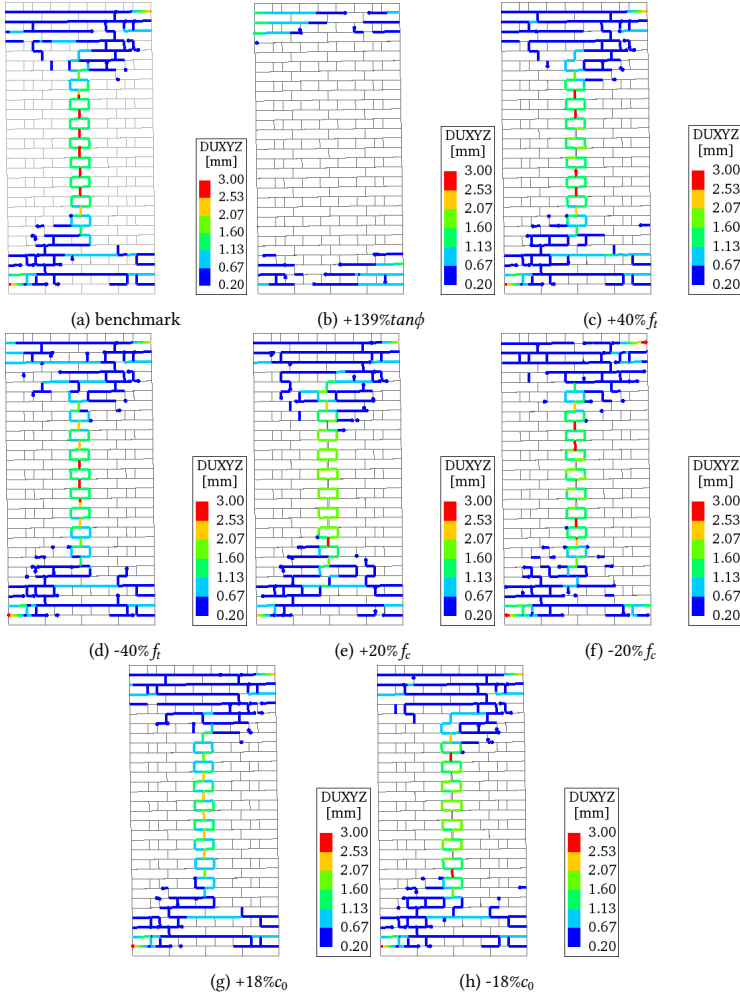 DUXYZ
[mm]
3.00
2.53
2.07
1.60
1.13
0.67
0.20
DUXYZ
[mm]
3.00
2.53
2.07
1.60
1.13
0.67
0.20
DUXYZ
[mm]
3.00
2.53
2.07
1.60
1.13
0.67
0.20
(a) benchmark
(b) +139%tanϕ
(c) +40%f_t
DUXYZ
[mm]
3.00
2.53
2.07
1.60
1.13
0.67
0.20
DUXYZ
[mm]
3.00
2.53
2.07
1.60
1.13
0.67
0.20
DUXYZ
[mm]
3.00
2.53
2.07
1.60
1.13
0.67
0.20
(d) -40%f_t
(e) +20%f_c
(f) -20%f_c
DUXYZ
[mm]
3.00
2.53
2.07
1.60
1.13
0.67
0.20
DUXYZ
[mm]
3.00
2.53
2.07
1.60
1.13
0.67
0.20
(g) +18%c_0
(h) -18%c_0